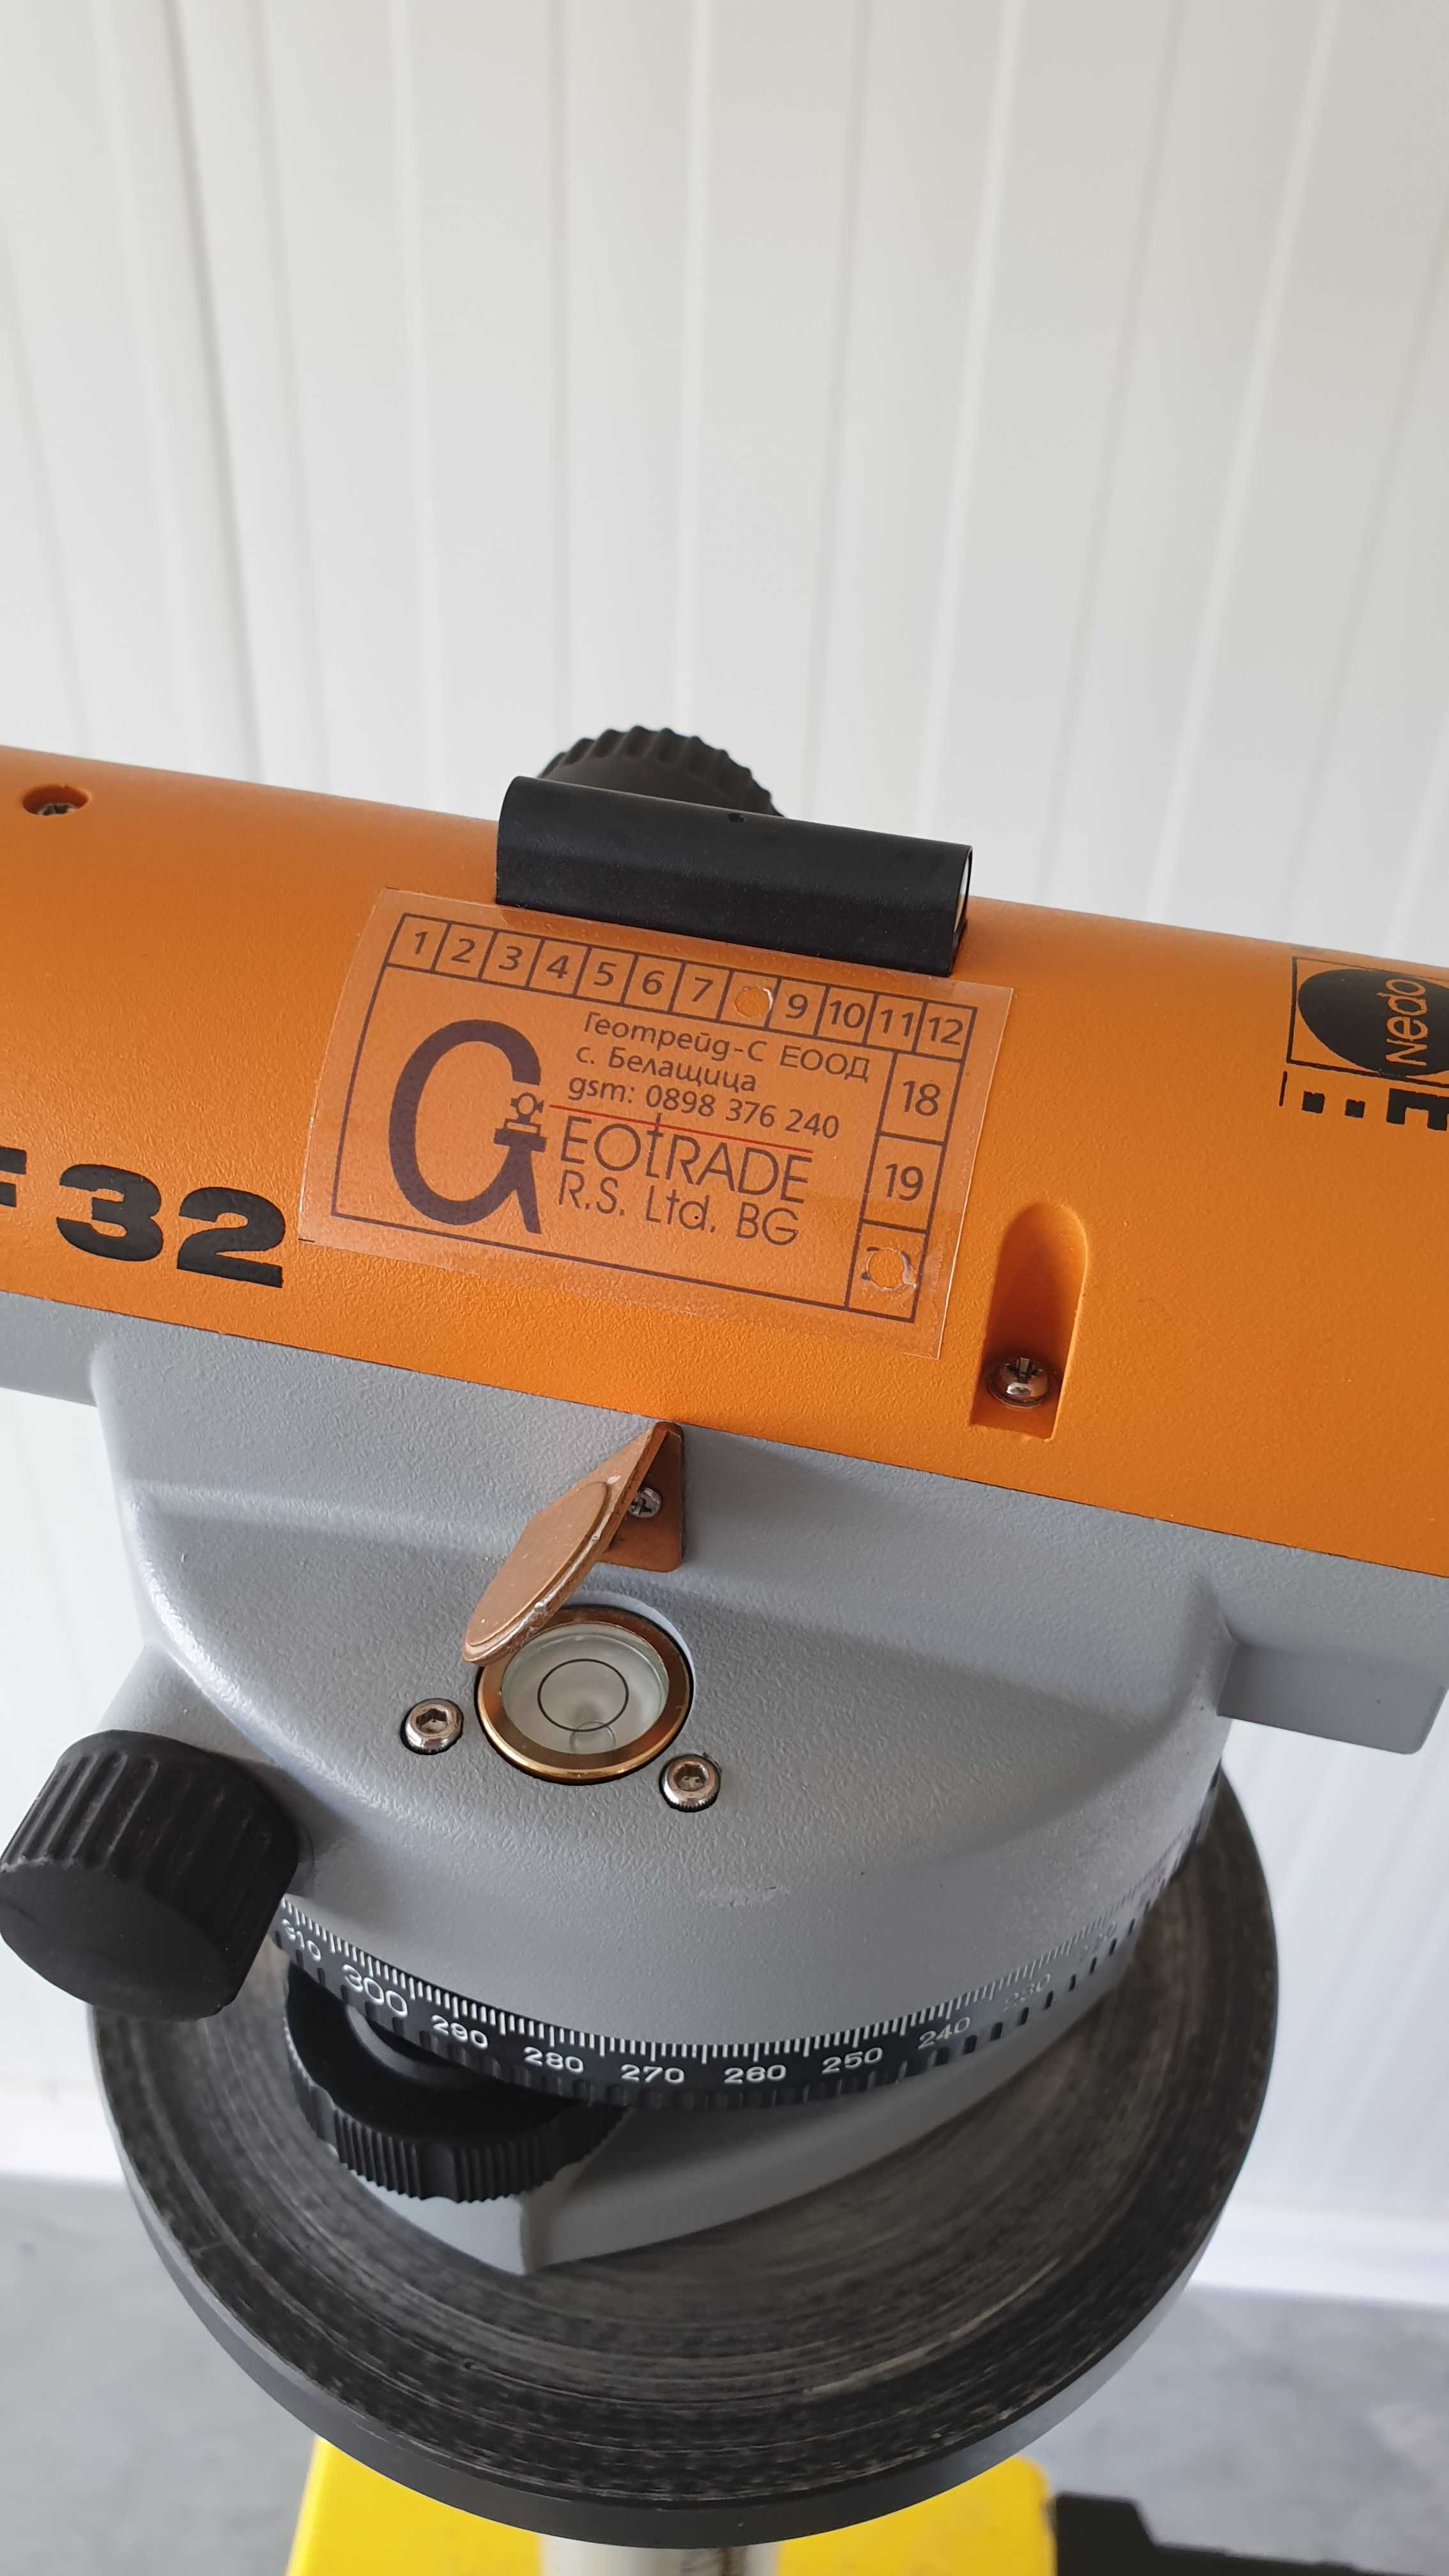 1 2 3 4 5 6 7 9 10 11 12
Геотрейд-С ЕООД
с. Белащица
gsm: 0898 376 240
GEOTRADE
R.S. Ltd. BG
18
19
nedo
F 32
310 300 290 280 270 260 250 240 230